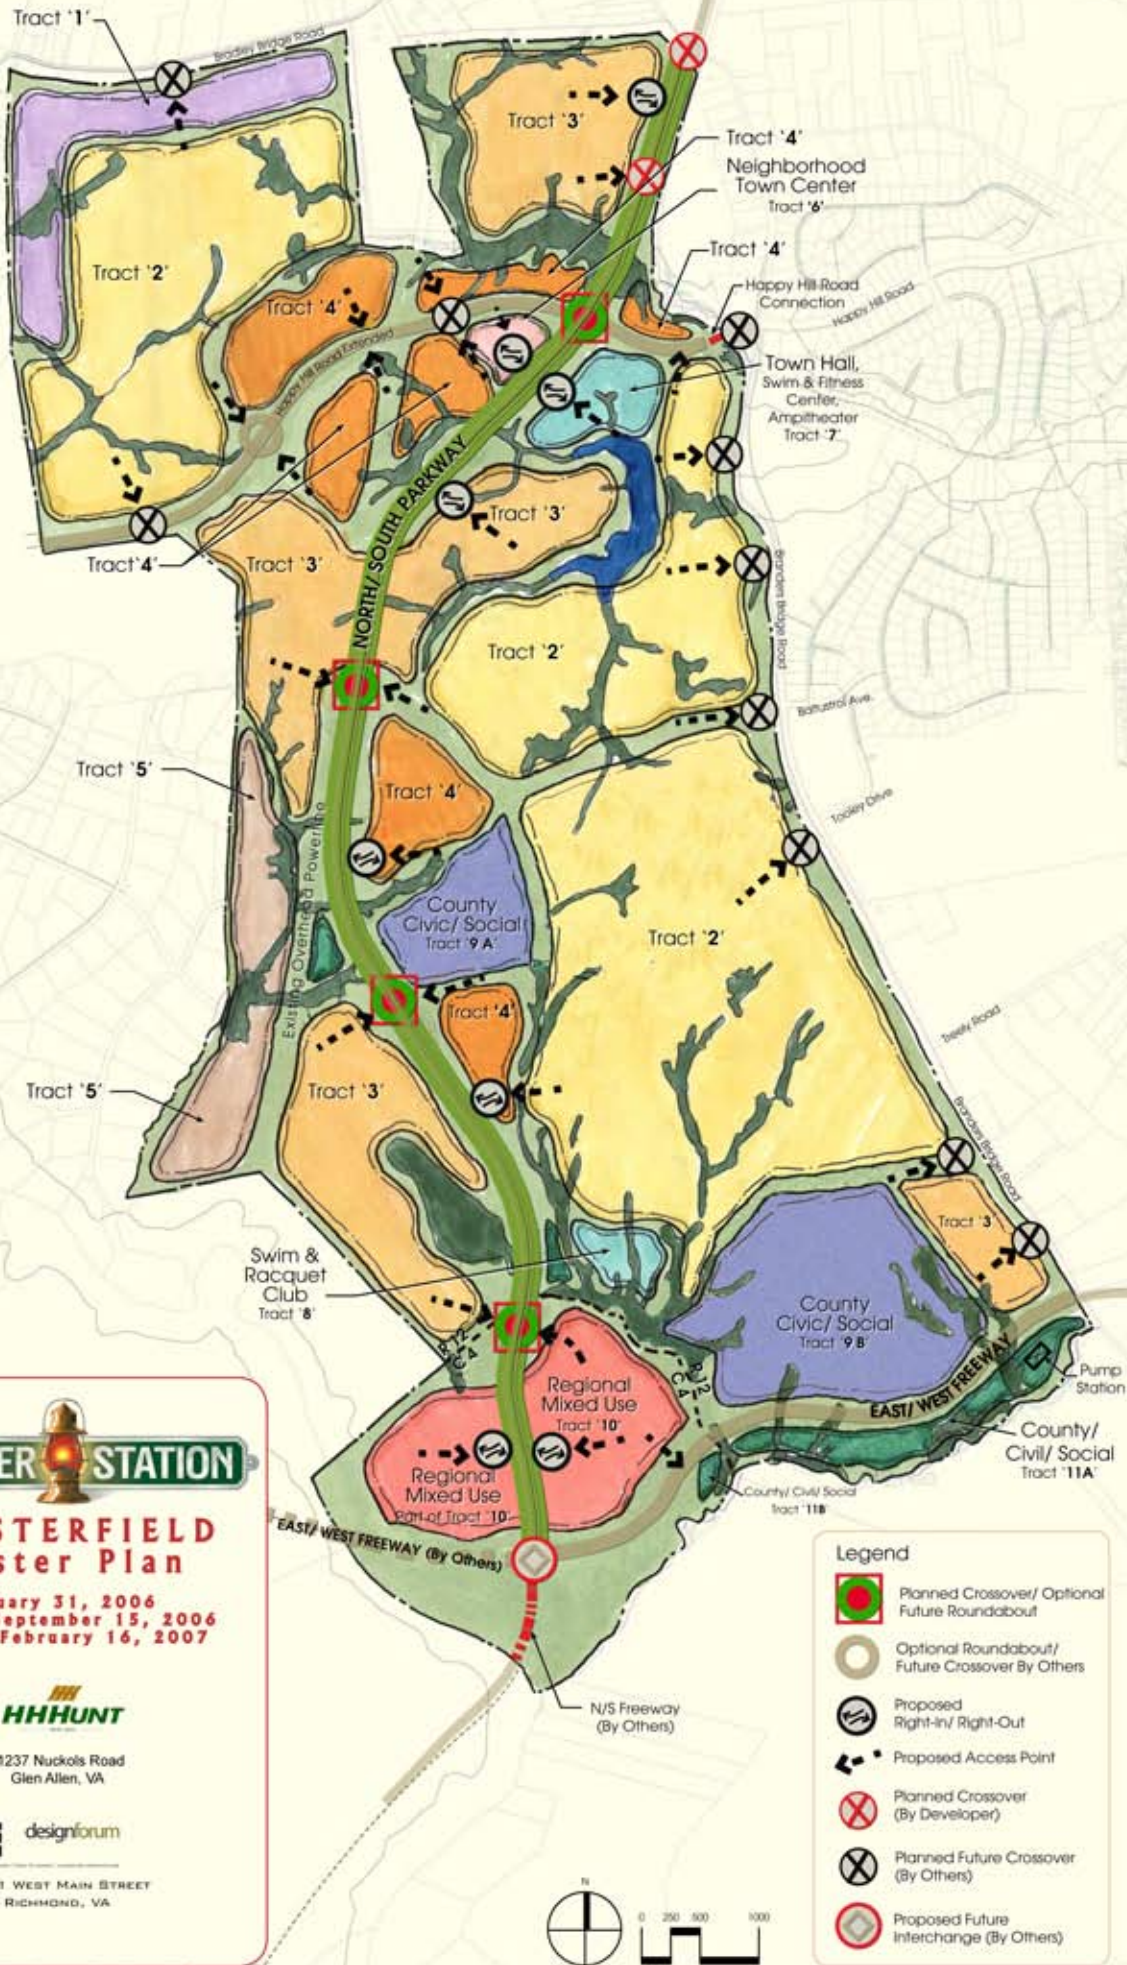 Tract '1'
Bradley Bridge Road
Tract '3'
Tract '4'
Neighborhood
Town Center
Tract '6'
Tract '4'
Happy Hill Road
Connection
Happy Hill Road
Tract '2'
Tract '4'
Happy Hill Road Extended
Town Hall,
Swim & Fitness
Center,
Ampitheater
Tract '7'
NORTH/ SOUTH PARKWAY
Tract '3'
Tract '4'
Tract '3'
Branders Bridge Road
Tract '2'
Baltustrol Ave.
Tract '5'
Tract '4'
Tooley Drive
Existing Overhead Powerline
County
Civic/ Social
Tract '9 A'
Tract '2'
Tract '4'
Treely Road
Tract '5'
Tract '3'
Branders Bridge Road
Tract '3
Swim &
Racquet
Club
Tract '8'
County
Civic/ Social
Tract '9 B'
Regional
Mixed Use
Tract '10'
Pump
Station
EAST/ WEST FREEWAY
County/
Civil/ Social
Tract '11A'
Regional
Mixed Use
Part of Tract '10'
County/ Civil/ Social
Tract '11B'
EAST/ WEST FREEWAY (By Others)
N/S Freeway
(By Others)
ER STATION
STERFIELD
ster Plan
uary 31, 2006
eptember 15, 2006
February 16, 2007
HHHUNT
1237 Nuckols Road
Glen Allen, VA
designforum
1 WEST MAIN STREET
RICHMOND, VA
N
0 250 500 1000
Legend
Planned Crossover/ Optional
Future Roundabout
Optional Roundabout/
Future Crossover By Others
Proposed
Right-In/ Right-Out
Proposed Access Point
Planned Crossover
(By Developer)
Planned Future Crossover
(By Others)
Proposed Future
Interchange (By Others)